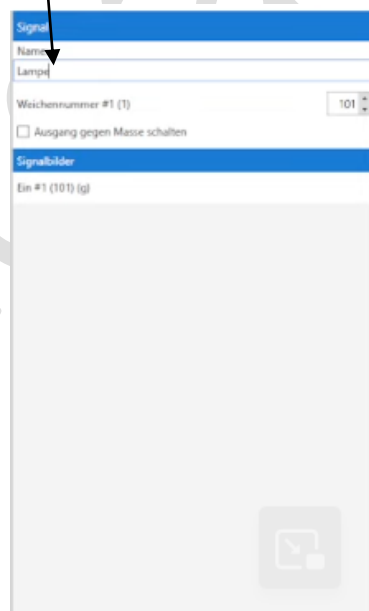 Signal
Name
Lampe
Weichennummer #1 (1) 101
Ausgang gegen Masse schalten
Signalbilder
Ein #1 (101) (g)